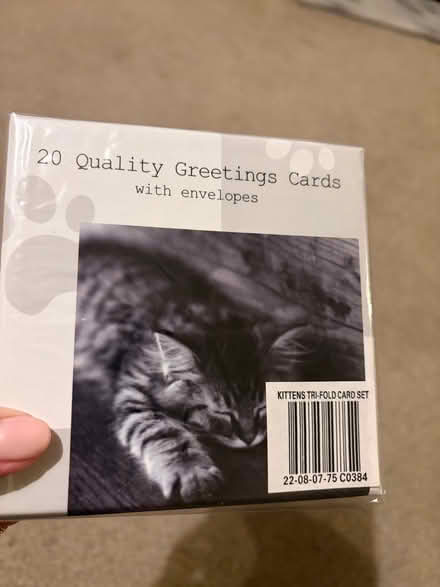 20 Quality Greetings Cards
with envelopes
KITTENS TRI-FOLD CARD SET
22-08-07-75 C0384